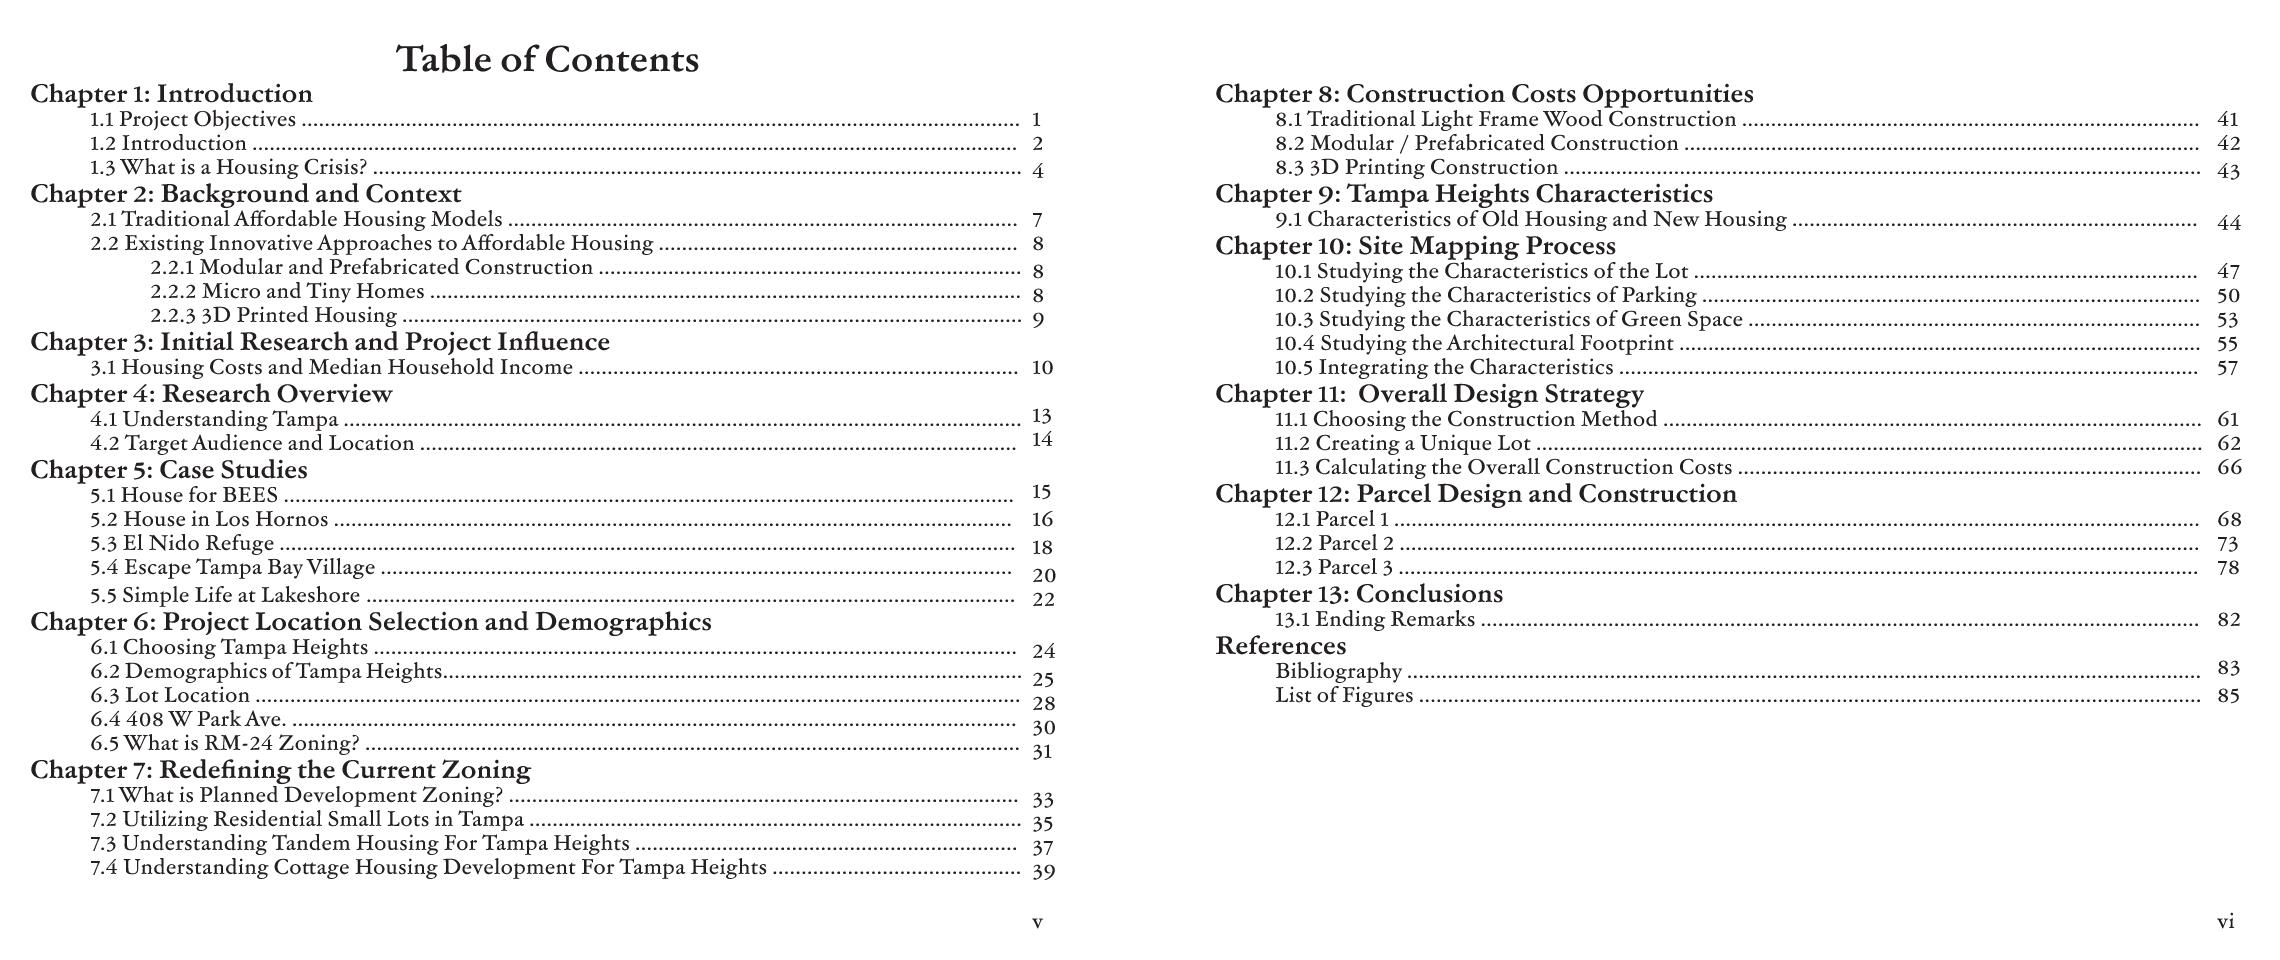 Table of Contents
Chapter 1: Introduction
1.1 Project Objectives ........................................ 1
1.2 Introduction ........................................ 2
1.3 What is a Housing Crisis? ........................................ 4
Chapter 2: Background and Context
2.1 Traditional Affordable Housing Models ........................................ 7
2.2 Existing Innovative Approaches to Affordable Housing ........................................ 8
2.2.1 Modular and Prefabricated Construction ........................................ 8
2.2.2 Micro and Tiny Homes ........................................ 8
2.2.3 3D Printed Housing ........................................ 9
Chapter 3: Initial Research and Project Influence
3.1 Housing Costs and Median Household Income ........................................ 10
Chapter 4: Research Overview
4.1 Understanding Tampa ........................................ 13
4.2 Target Audience and Location ........................................ 14
Chapter 5: Case Studies
5.1 House for BEES ........................................ 15
5.2 House in Los Hornos ........................................ 16
5.3 El Nido Refuge ........................................ 18
5.4 Escape Tampa Bay Village ........................................ 20
5.5 Simple Life at Lakeshore ........................................ 22
Chapter 6: Project Location Selection and Demographics
6.1 Choosing Tampa Heights ........................................ 24
6.2 Demographics of Tampa Heights........................................ 25
6.3 Lot Location ........................................ 28
6.4 408 W Park Ave. ........................................ 30
6.5 What is RM-24 Zoning? ........................................ 31
Chapter 7: Redefining the Current Zoning
7.1 What is Planned Development Zoning? ........................................ 33
7.2 Utilizing Residential Small Lots in Tampa ........................................ 35
7.3 Understanding Tandem Housing For Tampa Heights ........................................ 37
7.4 Understanding Cottage Housing Development For Tampa Heights ........................................ 39
v
Chapter 8: Construction Costs Opportunities
8.1 Traditional Light Frame Wood Construction ........................................ 41
8.2 Modular / Prefabricated Construction ........................................ 42
8.3 3D Printing Construction ........................................ 43
Chapter 9: Tampa Heights Characteristics
9.1 Characteristics of Old Housing and New Housing ........................................ 44
Chapter 10: Site Mapping Process
10.1 Studying the Characteristics of the Lot ........................................ 47
10.2 Studying the Characteristics of Parking ........................................ 50
10.3 Studying the Characteristics of Green Space ........................................ 53
10.4 Studying the Architectural Footprint ........................................ 55
10.5 Integrating the Characteristics ........................................ 57
Chapter 11: Overall Design Strategy
11.1 Choosing the Construction Method ........................................ 61
11.2 Creating a Unique Lot ........................................ 62
11.3 Calculating the Overall Construction Costs ........................................ 66
Chapter 12: Parcel Design and Construction
12.1 Parcel 1 ........................................ 68
12.2 Parcel 2 ........................................ 73
12.3 Parcel 3 ........................................ 78
Chapter 13: Conclusions
13.1 Ending Remarks ........................................ 82
References
Bibliography ........................................ 83
List of Figures ........................................ 85
vi